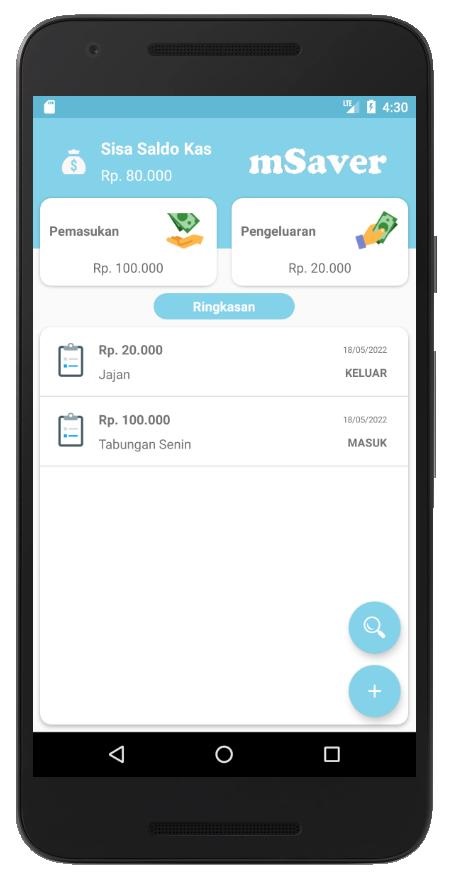 LTE 4:30
Sisa Saldo Kas
Rp. 80.000
mSaver
Pemasukan
Rp. 100.000
Pengeluaran
Rp. 20.000
Ringkasan
Rp. 20.000 18/05/2022
Jajan KELUAR
Rp. 100.000 18/05/2022
Tabungan Senin MASUK